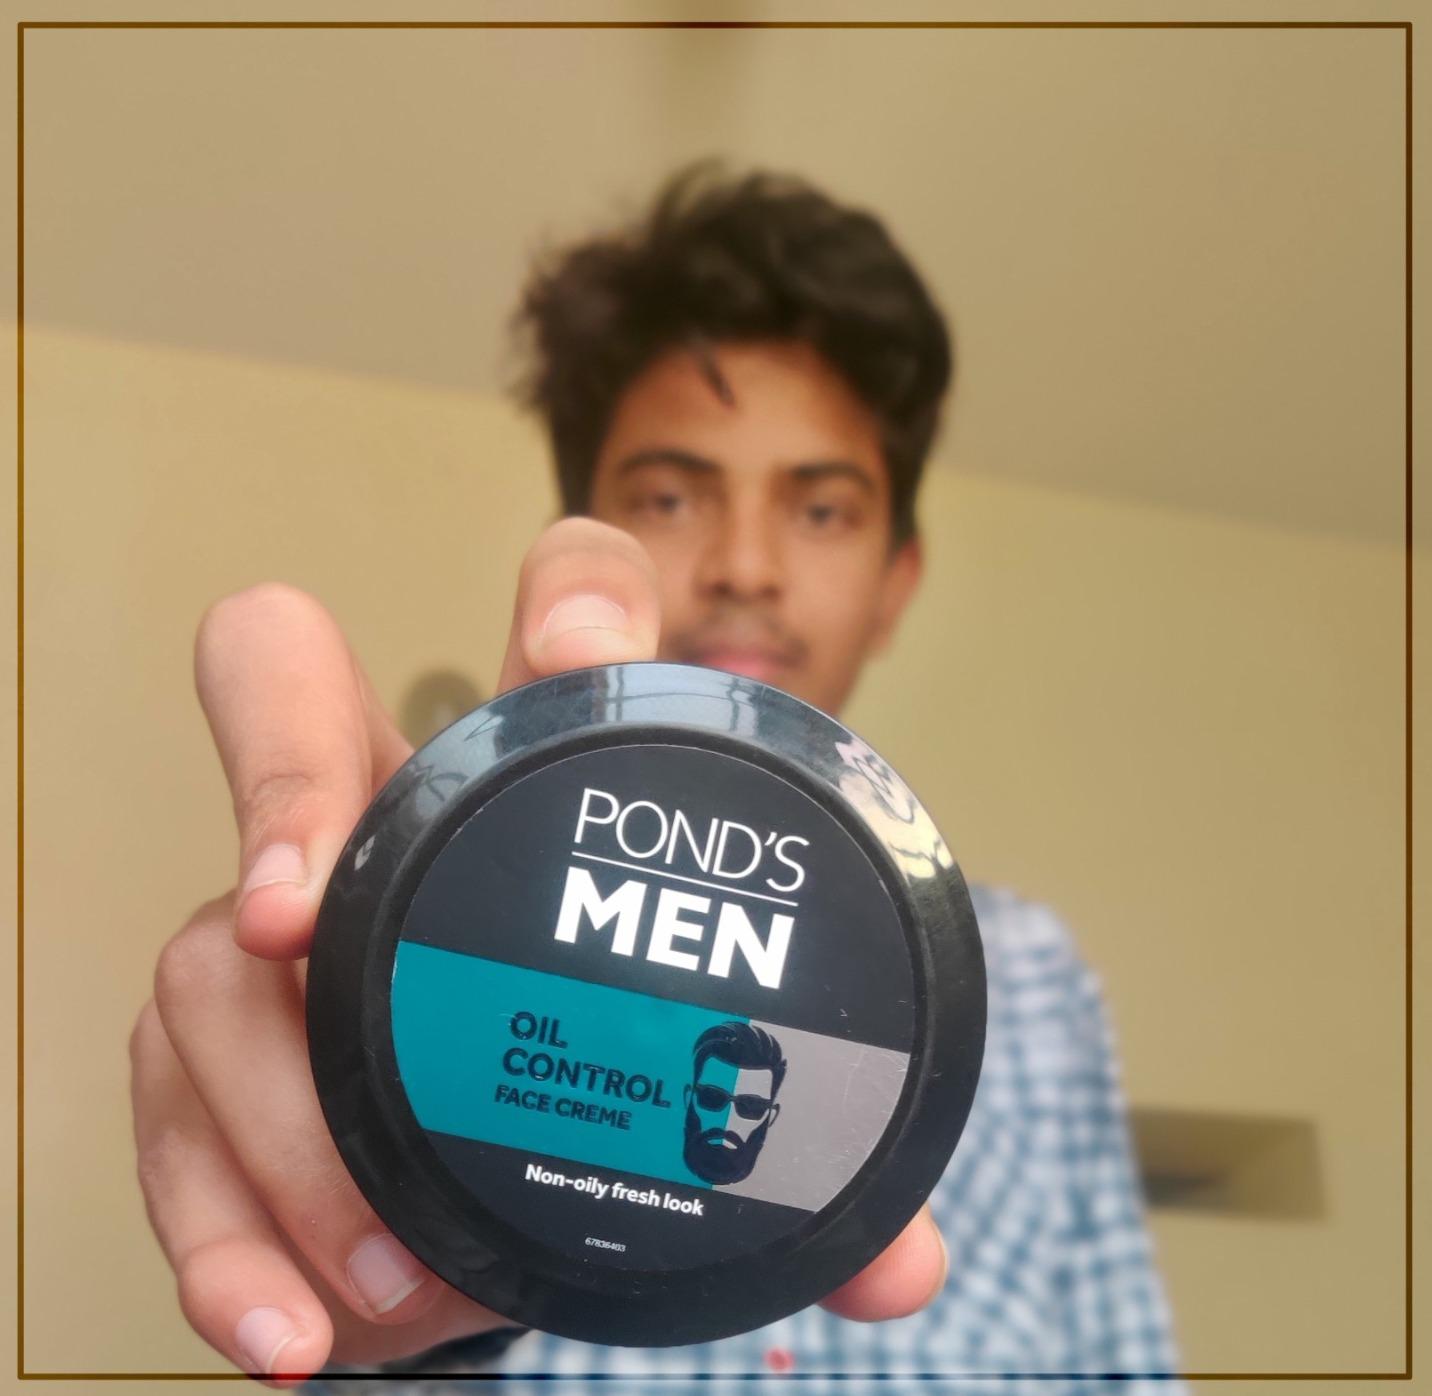 POND'S
MEN
OIL
CONTROL
FACE CREME
Non-oily fresh look
67836403